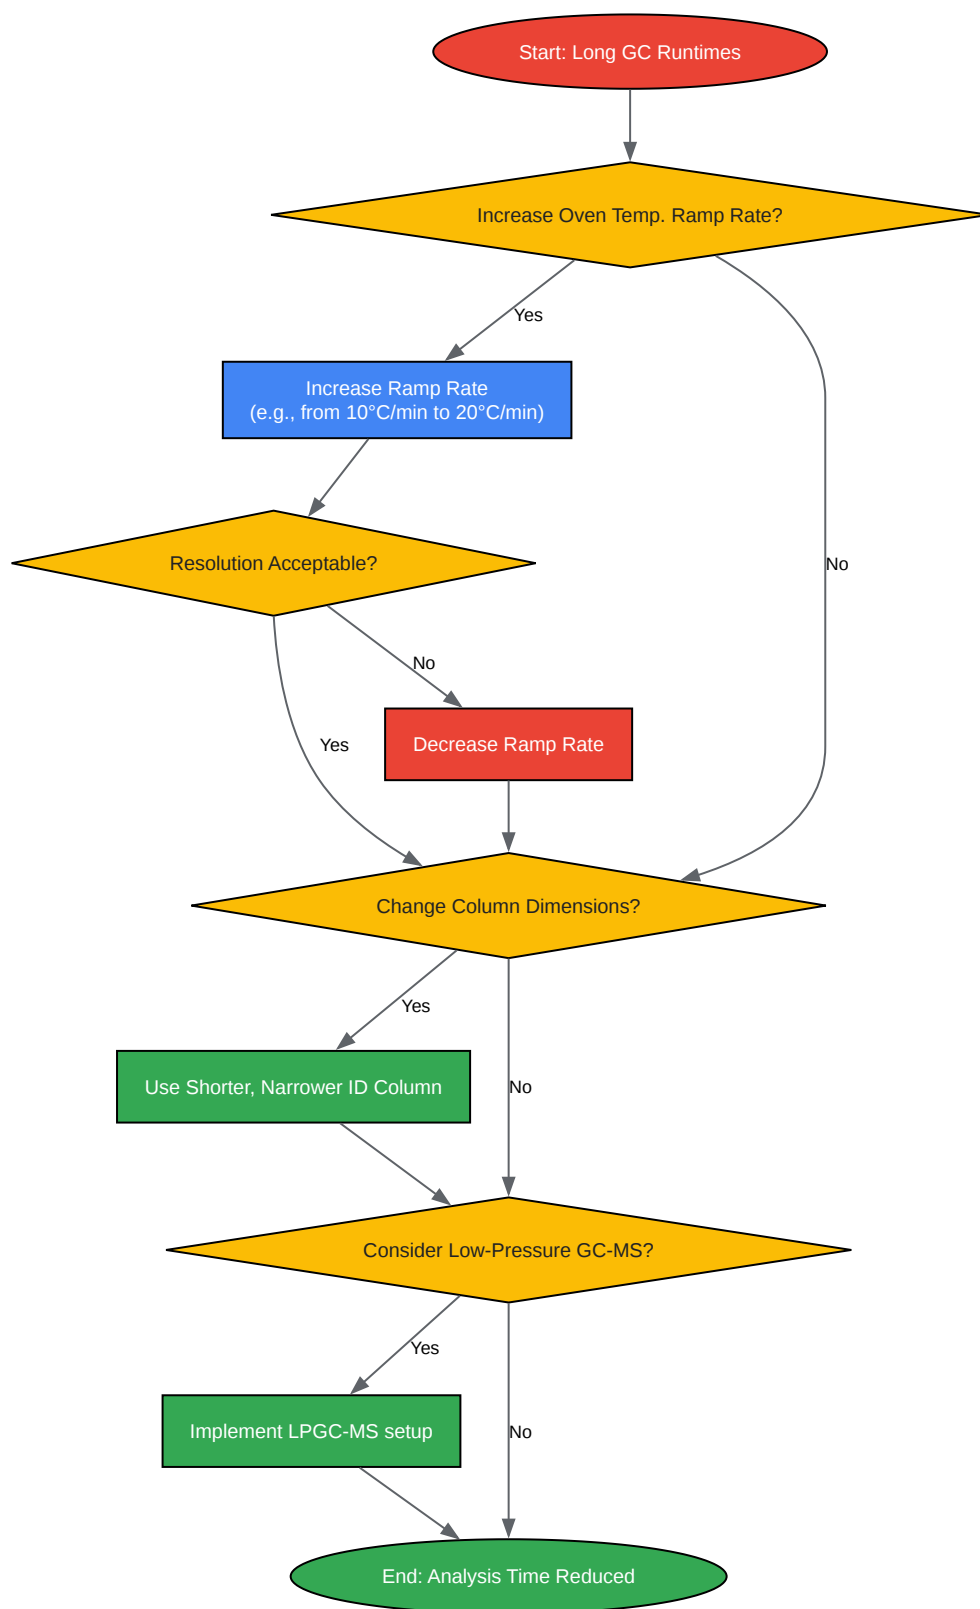 Start: Long GC Runtimes
Increase Oven Temp. Ramp Rate?
Yes
Increase Ramp Rate
(e.g., from 10°C/min to 20°C/min)
Resolution Acceptable?
No
No
Yes
Decrease Ramp Rate
Change Column Dimensions?
Yes
Use Shorter, Narrower ID Column
No
Consider Low-Pressure GC-MS?
Yes
Implement LPGC-MS setup
No
End: Analysis Time Reduced